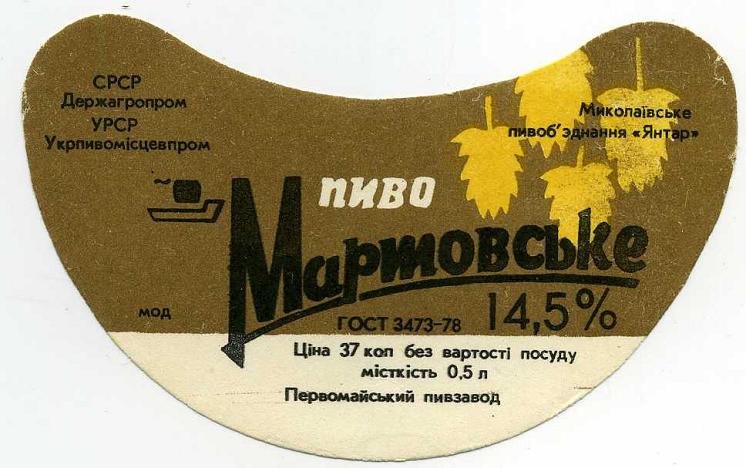 СРСР
Держагропром
УРСР
Укрпивомісцевпром
Миколаївське
пивоб'єднання «Янтар»
пиво
Мартовське
мод
ГОСТ 3473-78
14,5%
Ціна 37 коп без вартості посуду
місткість 0,5 л
Первомайський пивзавод